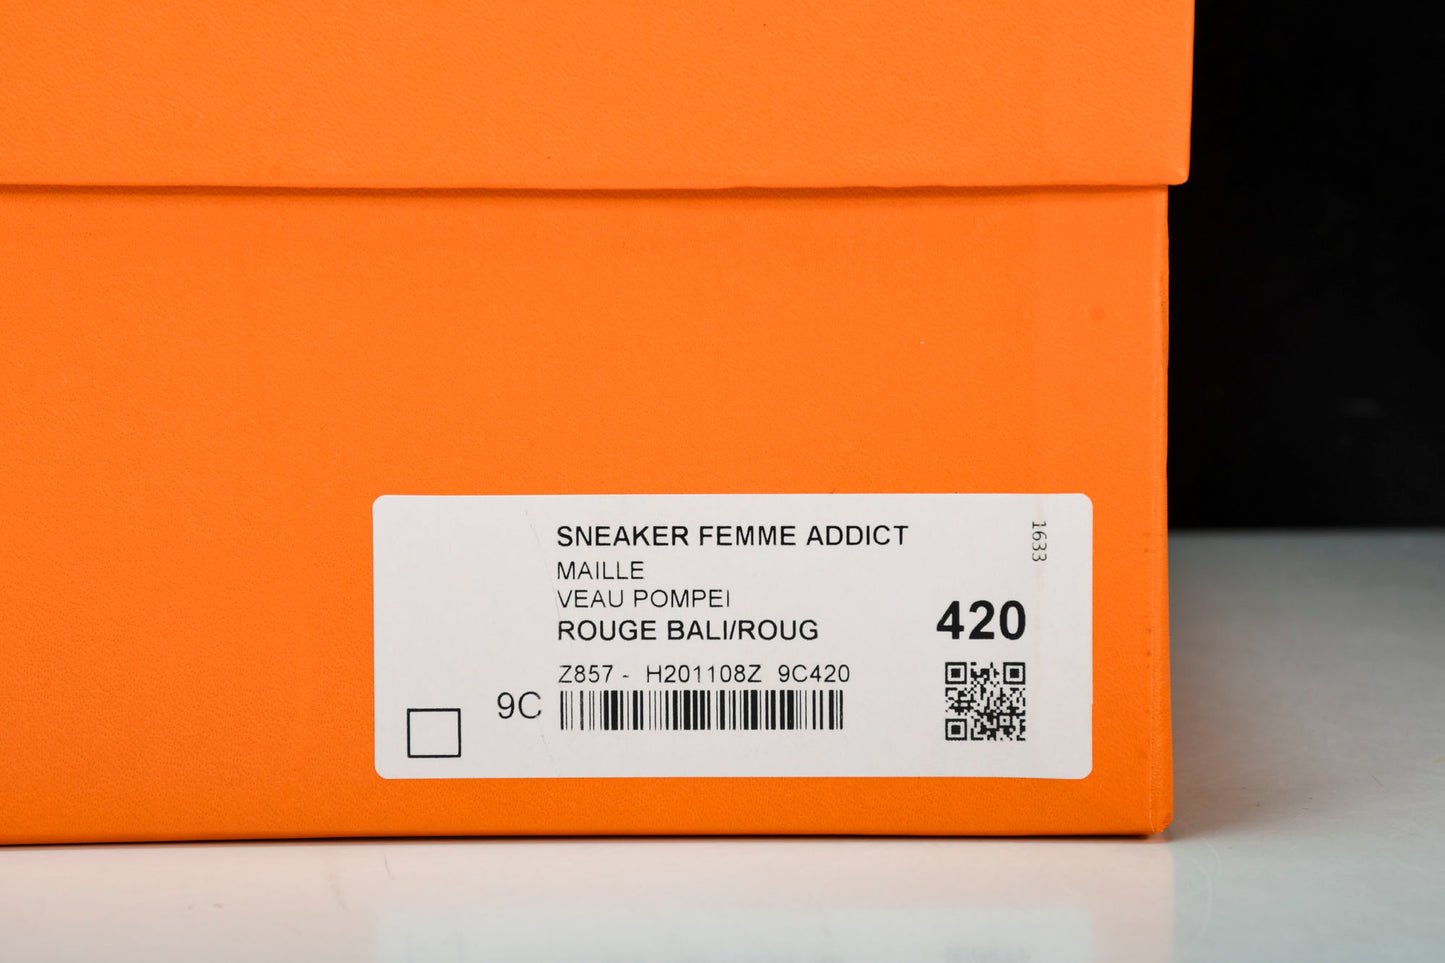 SNEAKER FEMME ADDICT
MAILLE
VEAU POMPEI
ROUGE BALI/ROUG
Z857 - H201108Z 9C420
9C
1633
420